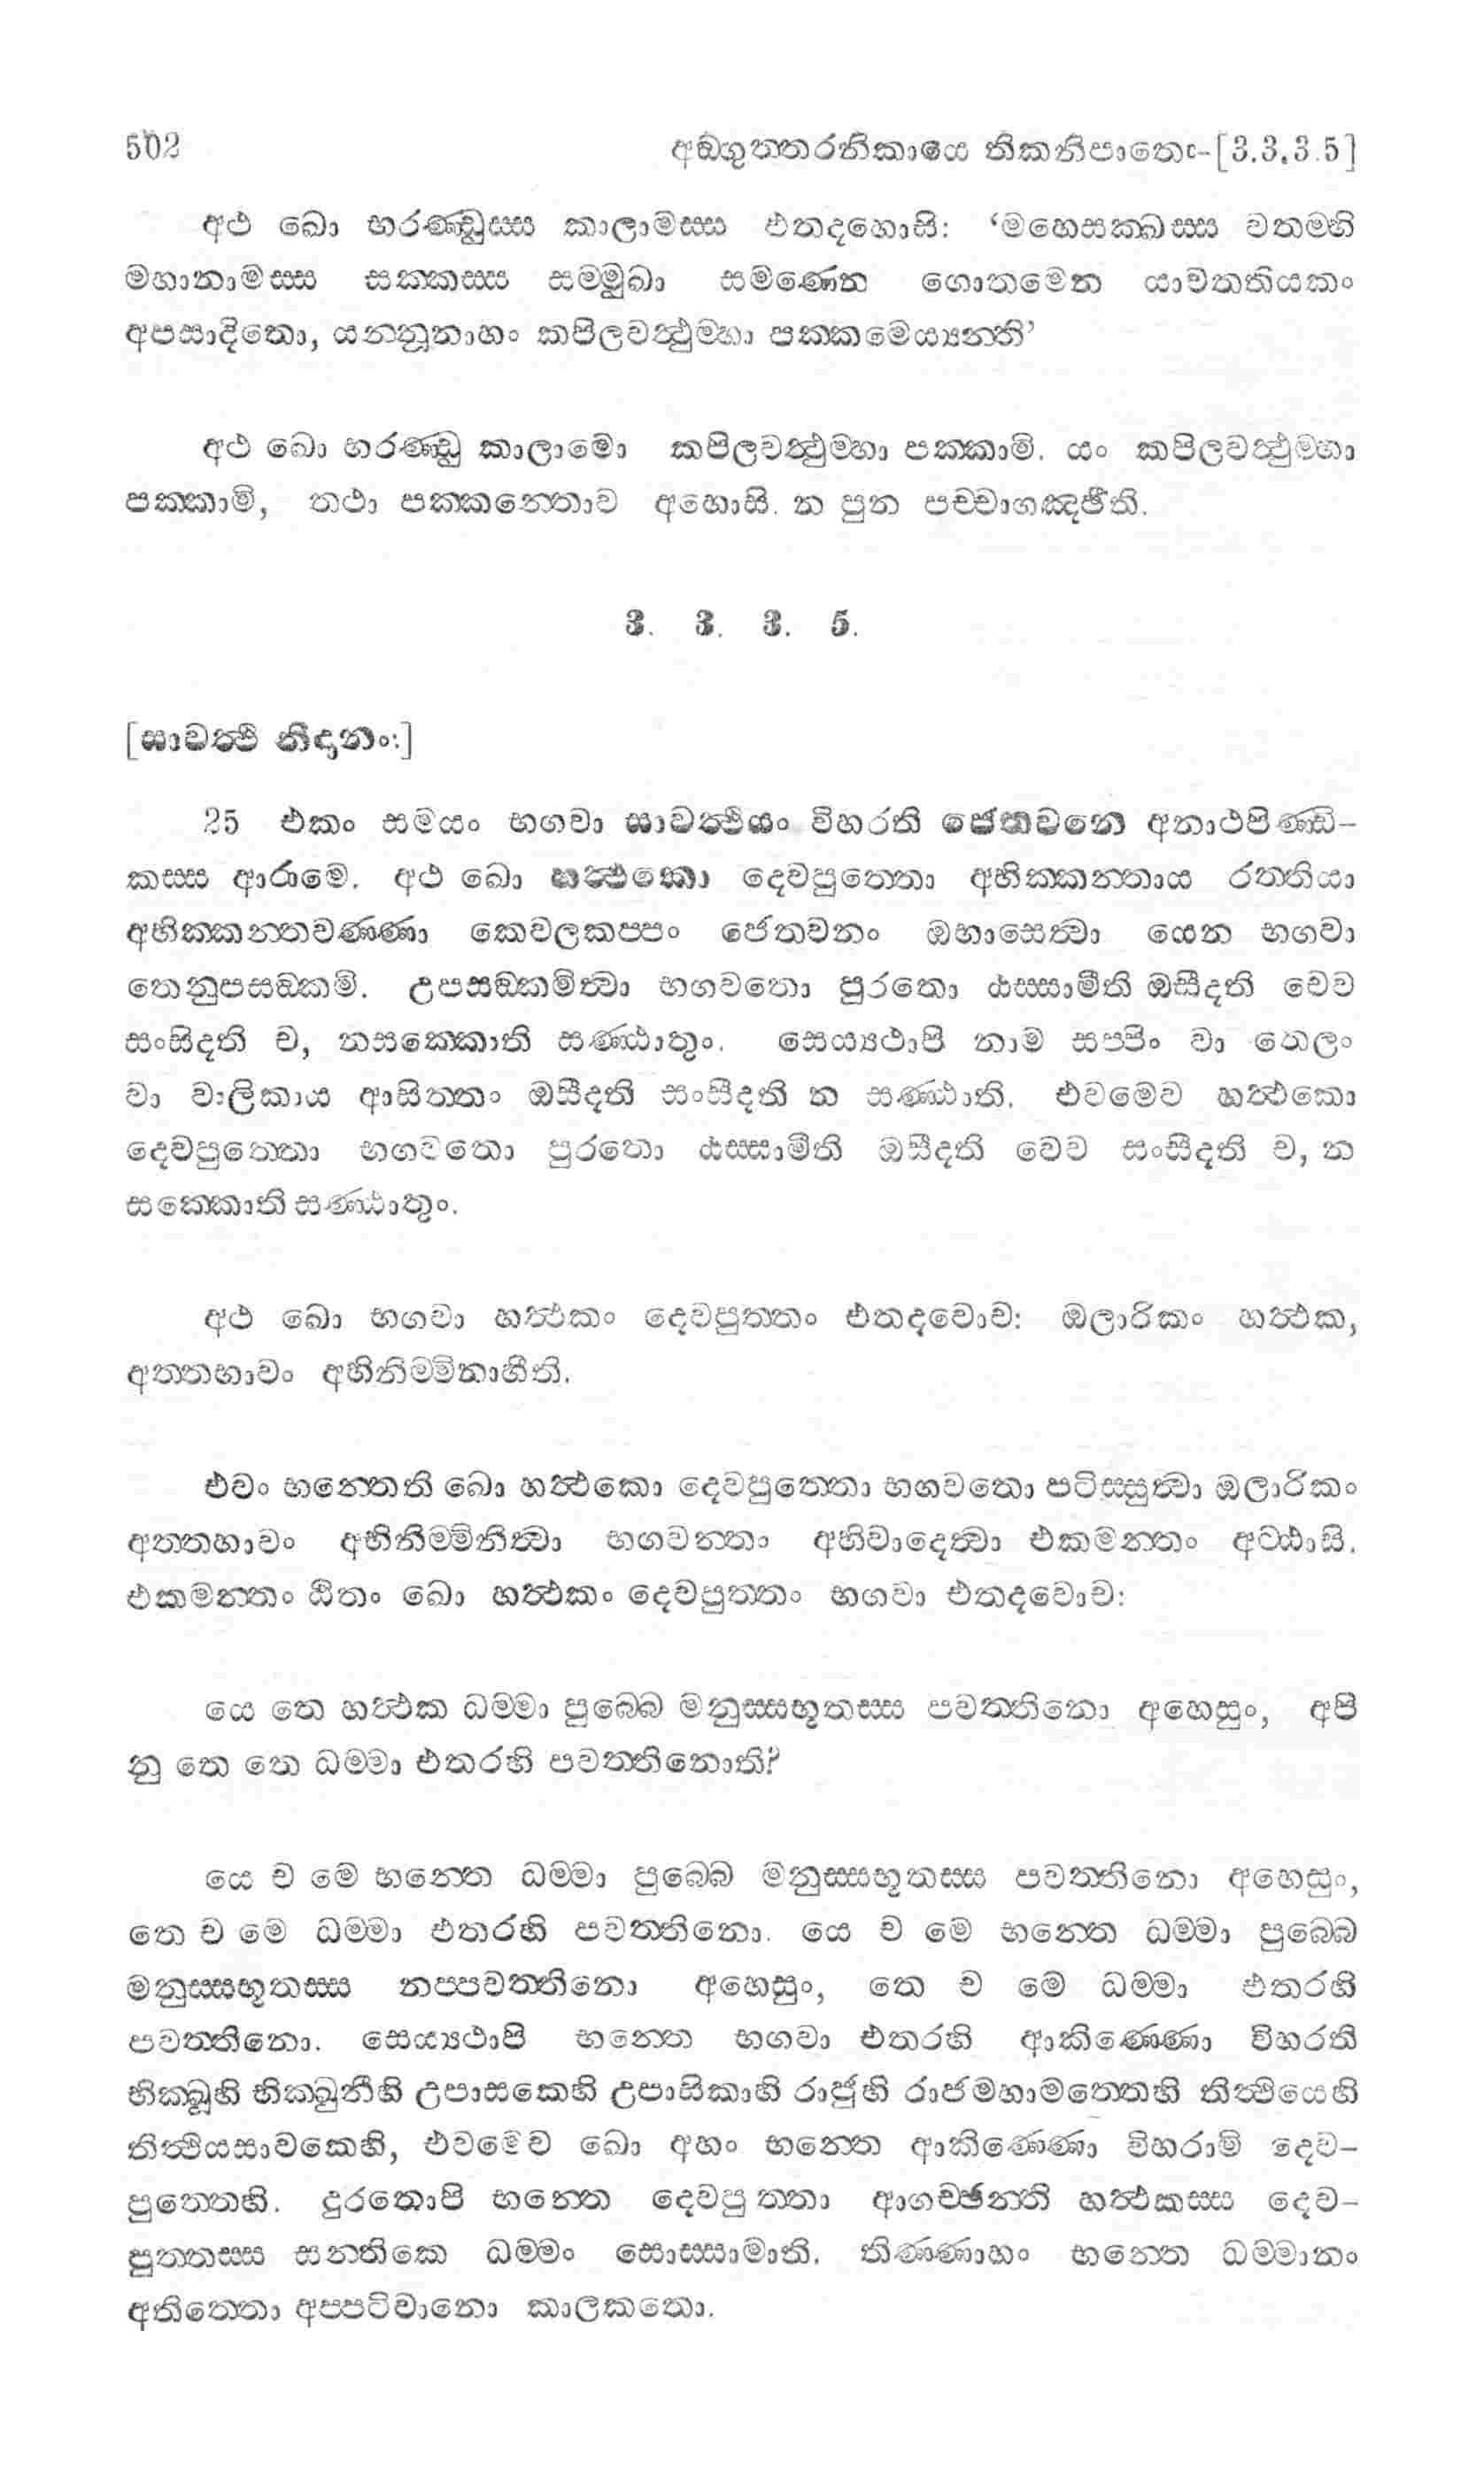 502 අඞ්ගුත්තරනිකායෙ තිකනිපාතො-[3.3.3.5]
අථ ඛො භරණ්ඩුස්ස කාලාමස්ස එතදහොසි: ‘මහෙසක්ඛස්ස වතම්හි
මහානාමස්ස සක්කස්ස සම්මුඛා සමණෙන ගොතමෙන යාවතතියකං
අපසාදිතො, යන්නූනාහං කපිලවත්ථුම්හා පක්කමෙය්‍යන්ති’
අථ ඛො භරණ්ඩු කාලාමො කපිලවත්ථුම්හා පක්කාමි. යං කපිලවත්ථුම්හා
පක්කාමි, තථා පක්කන්තොව අහොසි. න පුන පච්චාගඤ්ඡීති.
3. 3. 3. 5.
[සාවත්ථි නිදානං:]
25 එකං සමයං භගවා සාවත්ථියං විහරති ජෙතවනෙ අනාථපිණ්ඩි-
කස්ස ආරාමෙ. අථ ඛො හත්ථකො දෙවපුත්තො අභික්කන්තාය රත්තියා
අභික්කන්තවණ්ණො කෙවලකප්පං ජෙතවනං ඔභාසෙත්වා යෙන භගවා
තෙනුපසඞ්කමි. උපසඞ්කමිත්වා භගවතො පුරතො ඨස්සාමීති ඔසීදති චෙව
සංසිදති ච, නසක්කොති සණ්ඨාතුං. සෙය්‍යථාපි නාම සප්පිං වා තෙලං
වා වාලිකාය ආසිත්තං ඔසීදති සංසීදති න සණ්ඨාති. එවමෙව හත්ථකො
දෙවපුත්තො භගවතො පුරතො ඨස්සාමීති ඔසීදති චෙව සංසීදති ච, න
සක්කොති සණ්ඨාතුං.
අථ ඛො භගවා හත්ථකං දෙවපුත්තං එතදවොච: ඔලාරිකං හත්ථක,
අත්තභාවං අභිනිම්මිනාහීති.
එවං භන්තෙති ඛො හත්ථකො දෙවපුත්තො භගවතො පටිස්සුත්වා ඔලාරිකං
අත්තභාවං අභිනිම්මිනිත්වා භගවන්තං අභිවාදෙත්වා එකමන්තං අට්ඨාසි.
එකමන්තං ඨිතං ඛො හත්ථකං දෙවපුත්තං භගවා එතදවොච:
යෙ තෙ හත්ථක ධම්මා පුබ්බෙ මනුස්සභූතස්ස පවත්තිනො අහෙසුං, අපි
නු තෙ තෙ ධම්මා එතරහි පවත්තිනොති?
යෙ ච මෙ භන්තෙ ධම්මා පුබ්බෙ මනුස්සභූතස්ස පවත්තිනො අහෙසුං,
තෙ ච මෙ ධම්මා එතරහි පවත්තිනො. යෙ ච මෙ භන්තෙ ධම්මා පුබ්බෙ
මනුස්සභූතස්ස නප්පවත්තිනො අහෙසුං, තෙ ච මෙ ධම්මා එතරහි
පවත්තිනො. සෙය්‍යථාපි භන්තෙ භගවා එතරහි ආකිණ්ණො විහරති
භික්ඛූහි භික්ඛුනීහි උපාසකෙහි උපාසිකාහි රාජුහි රාජමහාමත්තෙහි තිත්ථියෙහි
තිත්ථියසාවකෙහි, එවමෙව ඛො අහං භන්තෙ ආකිණ්ණො විහරාමි දෙව-
පුත්තෙහි. දුරතොපි භන්තෙ දෙවපුත්තා ආගච්ඡන්ති හත්ථකස්ස දෙව-
පුත්තස්ස සන්තිකෙ ධම්මං සොස්සාමාති. තිණ්ණාහං භන්තෙ ධම්මානං
අතිත්තො අප්පටිවානො කාලකතො.